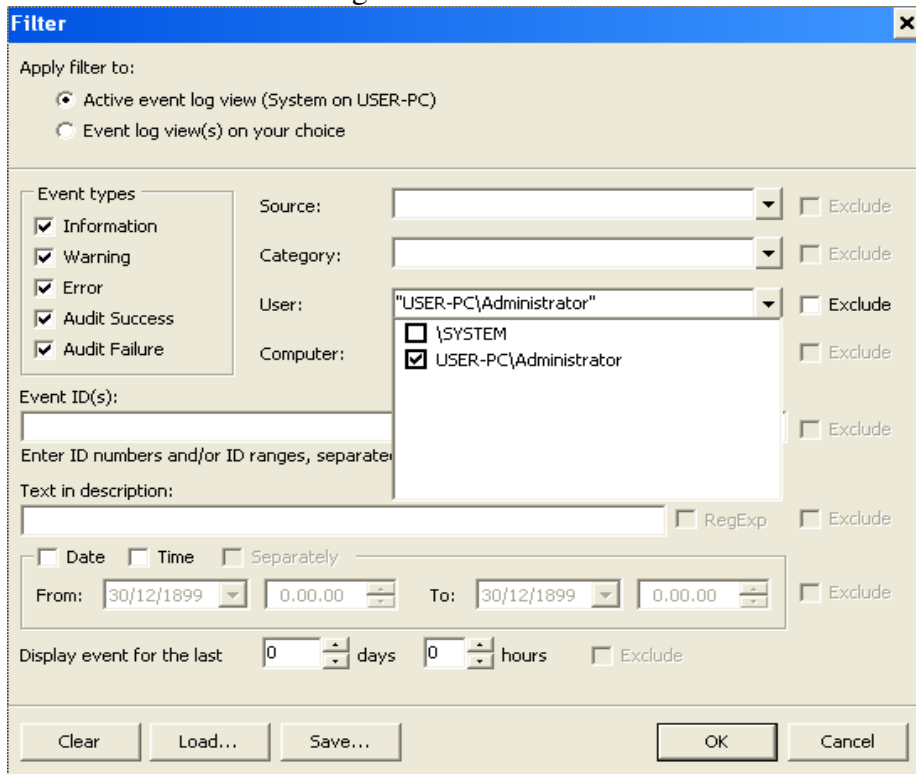 Filter
Apply filter to:
Active event log view (System on USER-PC)
Event log view(s) on your choice
Event types
Information
Warning
Error
Audit Success
Audit Failure
Source:
Exclude
Category:
Exclude
User:
"USER-PC\Administrator"
Exclude
\SYSTEM
USER-PC\Administrator
Computer:
Exclude
Event ID(s):
Exclude
Enter ID numbers and/or ID ranges, separated
Text in description:
RegExp
Exclude
Date Time Separately
From: 30/12/1899 0.00.00 To: 30/12/1899 0.00.00 Exclude
Display event for the last 0 days 0 hours Exclude
Clear Load... Save... OK Cancel